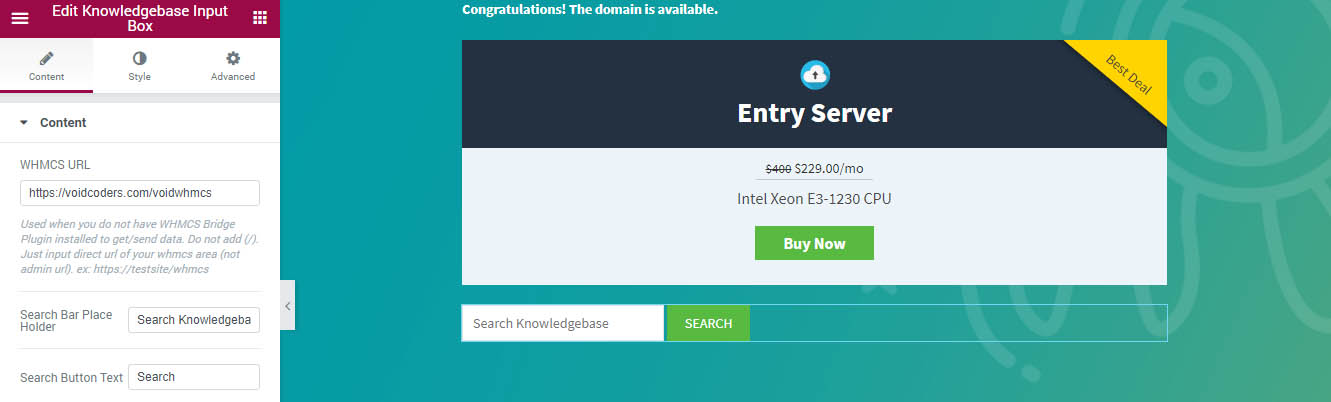 Edit Knowledgebase Input
Box
Content
Style
Advanced
Content
WHMCS URL
https://voidcoders.com/voidwhmcs
Used when you do not have WHMCS Bridge
Plugin installed to get/send data. Do not add (/).
Just input direct url of your whmcs area (not
admin url). ex: https://testsite/whmcs
Search Bar Place
Holder
Search Knowledgeba
Search Button Text
Search
Congratulations! The domain is available.
Best Deal
Entry Server
$400 $229.00/mo
Intel Xeon E3-1230 CPU
Buy Now
Search Knowledgebase
SEARCH